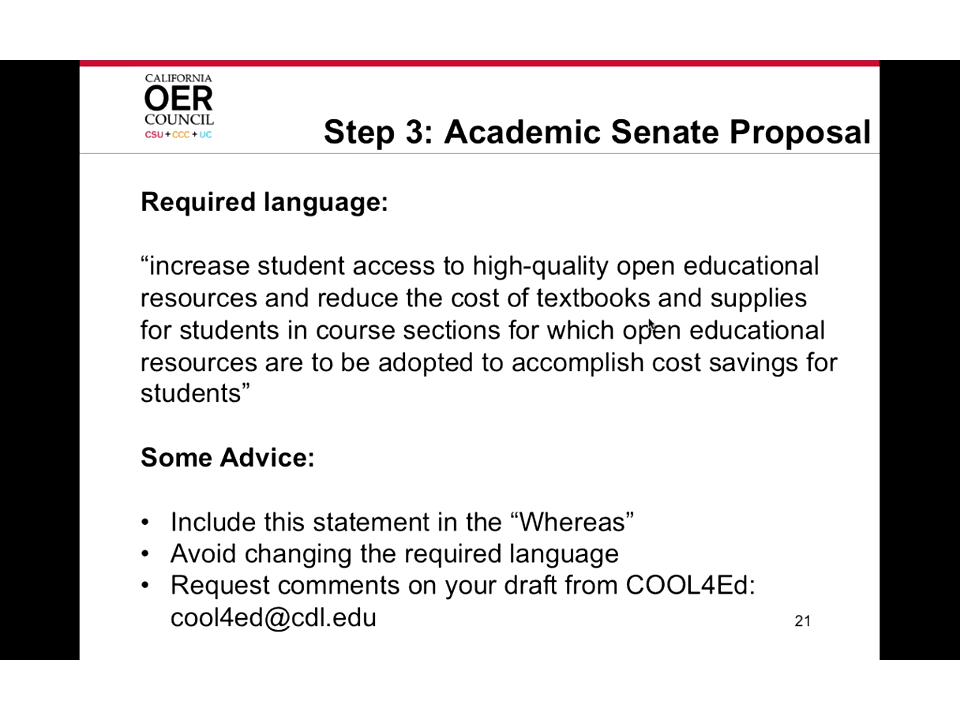 CALIFORNIA
OER
COUNCIL
CSU + CCC + UC
Step 3: Academic Senate Proposal
Required language:
“increase student access to high-quality open educational
resources and reduce the cost of textbooks and supplies
for students in course sections for which open educational
resources are to be adopted to accomplish cost savings for
students”
Some Advice:
• Include this statement in the “Whereas”
• Avoid changing the required language
• Request comments on your draft from COOL4Ed:
cool4ed@cdl.edu
21